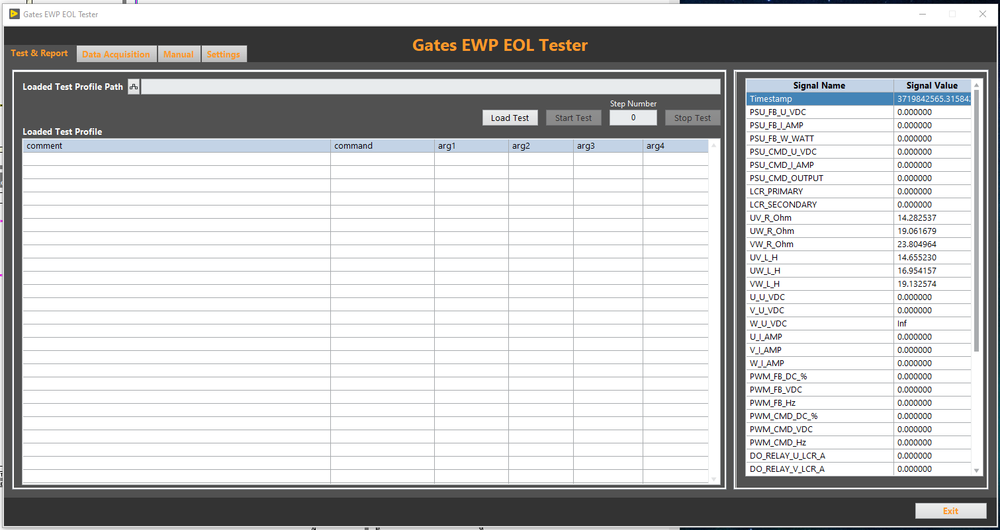 Gates EWP EOL Tester
Gates EWP EOL Tester
Test & Report Data Acquisition Manual Settings
Loaded Test Profile Path
Step Number
Load Test Start Test 0 Stop Test
Loaded Test Profile
comment command arg1 arg2 arg3 arg4
Signal Name Signal Value
Timestamp 3719842565.315842
PSU_FB_U_VDC 0.000000
PSU_FB_I_AMP 0.000000
PSU_FB_W_WATT 0.000000
PSU_CMD_U_VDC 0.000000
PSU_CMD_I_AMP 0.000000
PSU_CMD_OUTPUT 0.000000
LCR_PRIMARY 0.000000
LCR_SECONDARY 0.000000
UV_R_Ohm 14.282537
UW_R_Ohm 19.061679
VW_R_Ohm 23.804964
UV_L_H 14.655230
UW_L_H 16.954157
VW_L_H 19.132574
U_U_VDC 0.000000
V_U_VDC 0.000000
W_U_VDC Inf
U_I_AMP 0.000000
V_I_AMP 0.000000
W_I_AMP 0.000000
PWM_FB_DC_% 0.000000
PWM_FB_VDC 0.000000
PWM_FB_Hz 0.000000
PWM_CMD_DC_% 0.000000
PWM_CMD_VDC 0.000000
PWM_CMD_Hz 0.000000
DO_RELAY_U_LCR_A 0.000000
DO_RELAY_V_LCR_A 0.000000
Exit